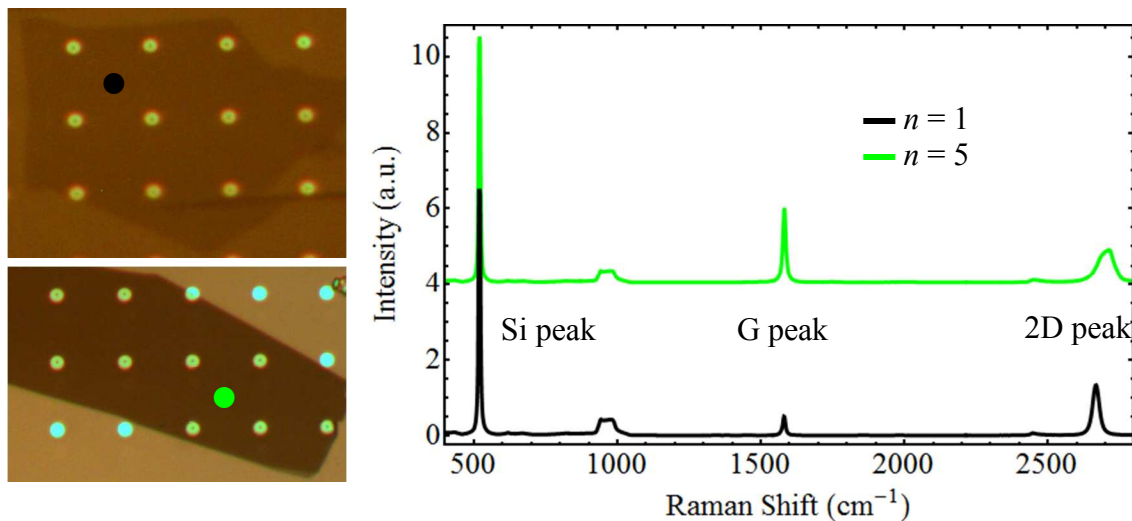 n = 1
n = 5
Si peak
G peak
2D peak
Intensity (a.u.)
10
8
6
4
2
0
500
1000
1500
2000
2500
Raman Shift (cm⁻¹)